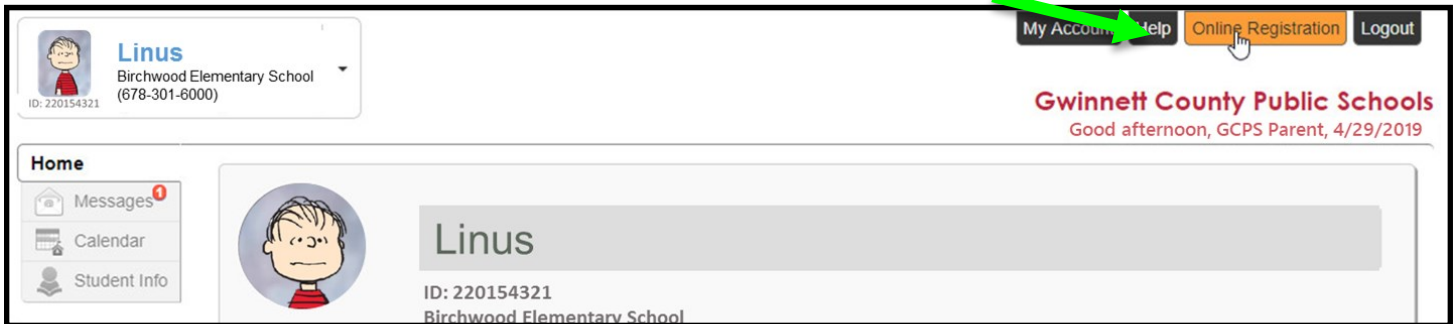 Linus
Birchwood Elementary School
(678-301-6000)
ID: 220154321
My Account Help Online Registration Logout
Gwinnett County Public Schools
Good afternoon, GCPS Parent, 4/29/2019
Home
Messages 1
Calendar
Student Info
Linus
ID: 220154321
Birchwood Elementary School